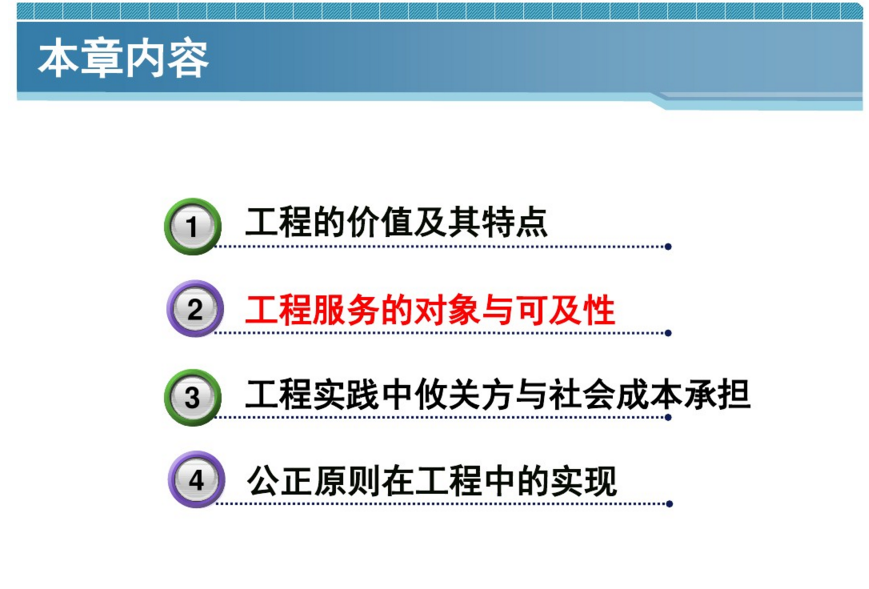 本章内容
1 工程的价值及其特点
2 工程服务的对象与可及性
3 工程实践中攸关方与社会成本承担
4 公正原则在工程中的实现